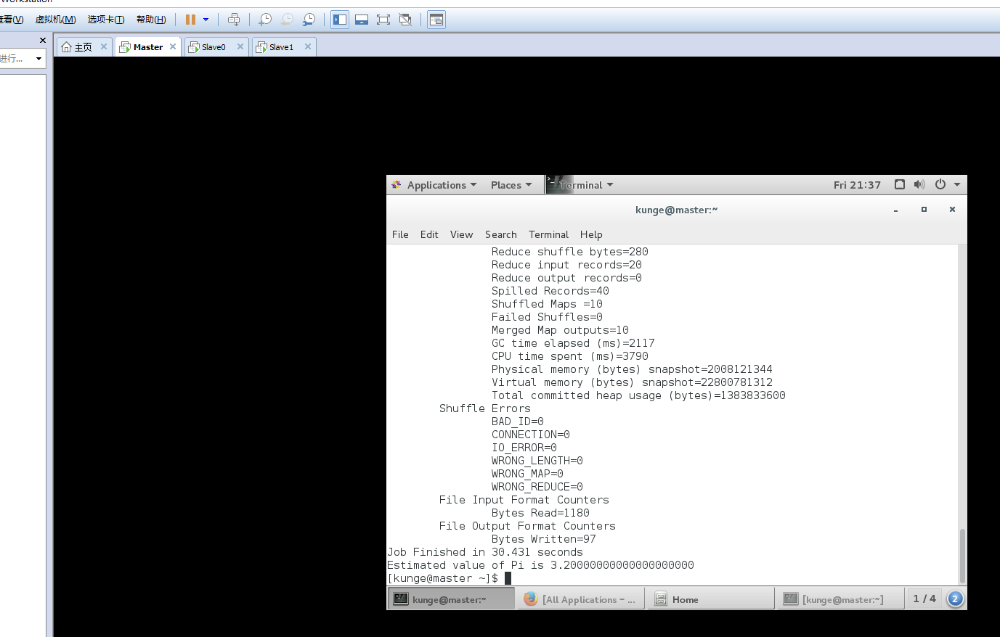 Workstation
查看(V) 虚拟机(M) 选项卡(T) 帮助(H)
主页 Master Slave0 Slave1
进行...
Applications Places Terminal Fri 21:37
kunge@master:~
File Edit View Search Terminal Help
Reduce shuffle bytes=280
Reduce input records=20
Reduce output records=0
Spilled Records=40
Shuffled Maps =10
Failed Shuffles=0
Merged Map outputs=10
GC time elapsed (ms)=2117
CPU time spent (ms)=3790
Physical memory (bytes) snapshot=2008121344
Virtual memory (bytes) snapshot=22800781312
Total committed heap usage (bytes)=1383833600
Shuffle Errors
BAD_ID=0
CONNECTION=0
IO_ERROR=0
WRONG_LENGTH=0
WRONG_MAP=0
WRONG_REDUCE=0
File Input Format Counters
Bytes Read=1180
File Output Format Counters
Bytes Written=97
Job Finished in 30.431 seconds
Estimated value of Pi is 3.20000000000000000000
[kunge@master ~]$
kunge@master:~ [All Applications - ... Home [kunge@master:~] 1 / 4 2